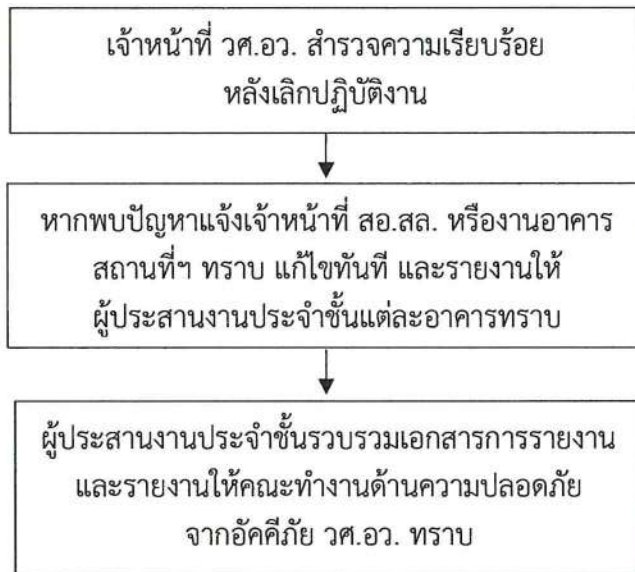 เจ้าหน้าที่ วศ.อว. สำรวจความเรียบร้อย
หลังเลิกปฏิบัติงาน
หากพบปัญหาแจ้งเจ้าหน้าที่ สอ.สล. หรืองานอาคาร
สถานที่ฯ ทราบ แก้ไขทันที และรายงานให้
ผู้ประสานงานประจำชั้นแต่ละอาคารทราบ
ผู้ประสานงานประจำชั้นรวบรวมเอกสารการรายงาน
และรายงานให้คณะทำงานด้านความปลอดภัย
จากอัคคีภัย วศ.อว. ทราบ